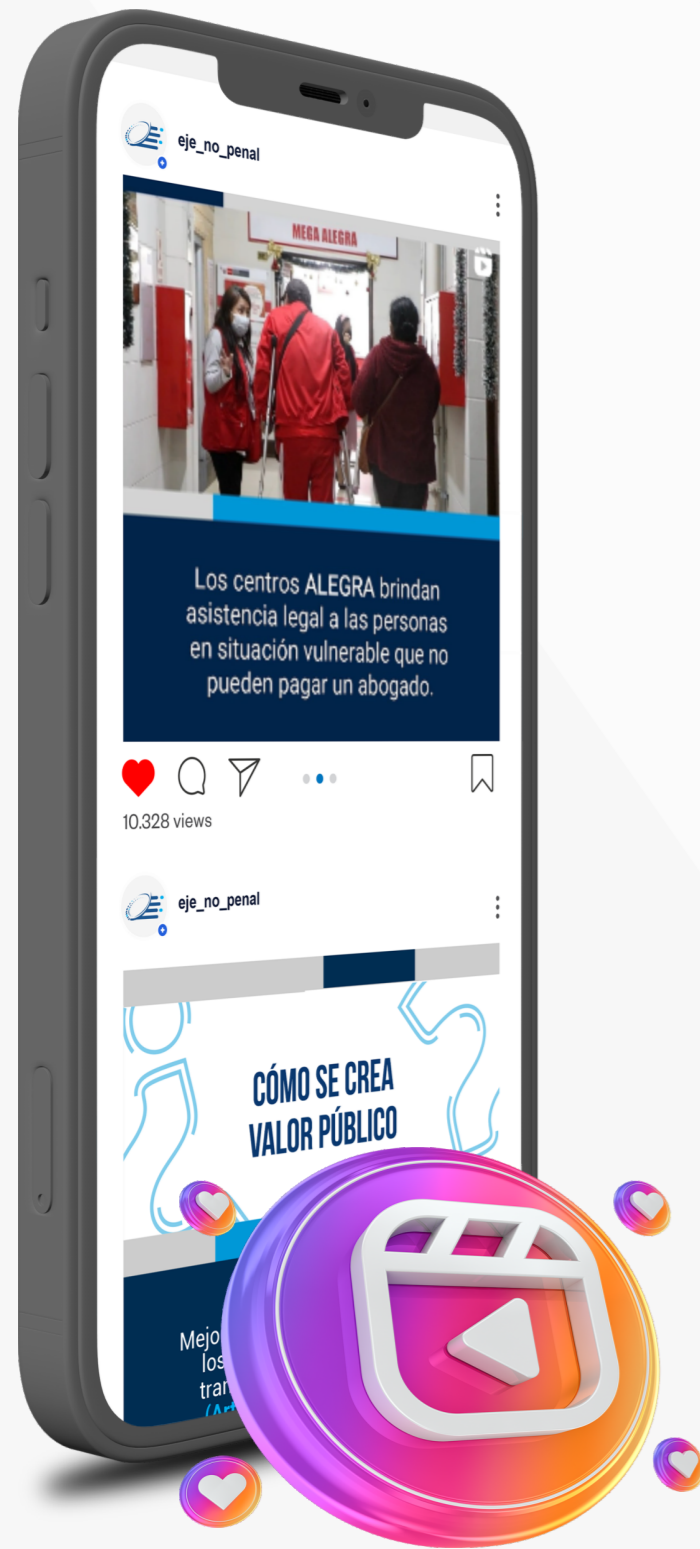 eje_no_penal
MEGA ALEGRA
Los centros ALEGRA brindan
asistencia legal a las personas
en situación vulnerable que no
pueden pagar un abogado.
10.328 views
eje_no_penal
CÓMO SE CREA
VALOR PÚBLICO
Mejo
los
tran
(Art